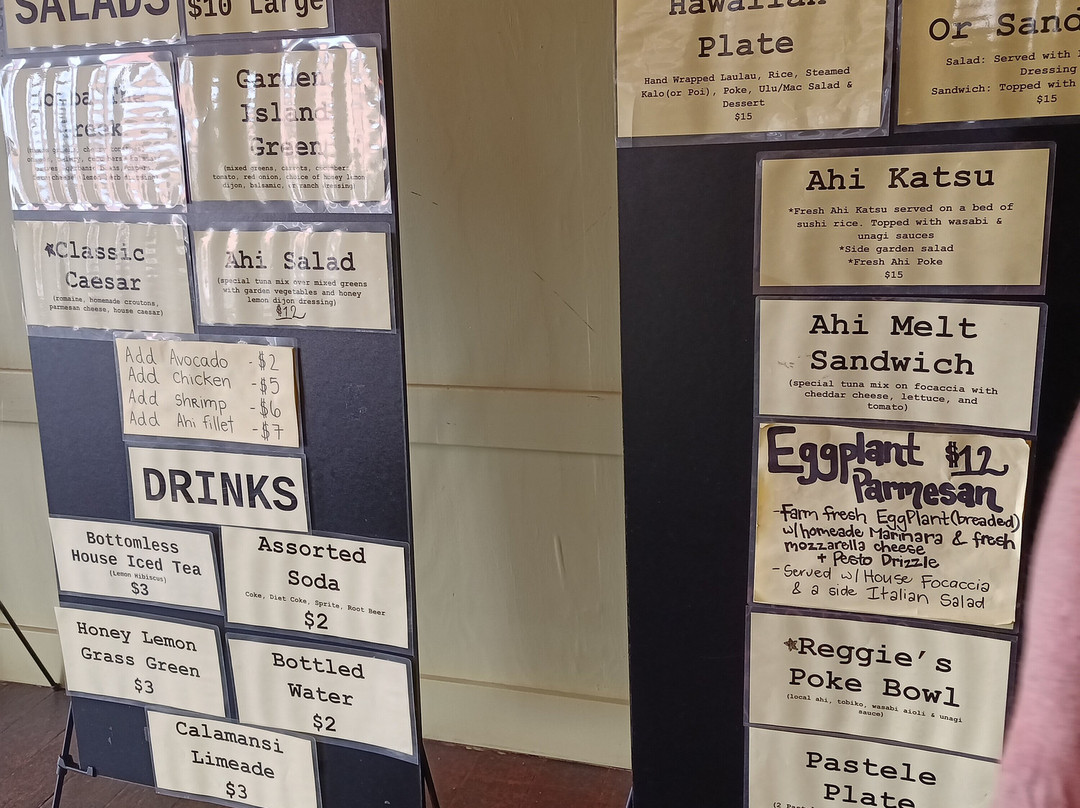 SALADS
$10 Large
Greek
Garden
Island
Green
(mixed greens, carrots, cucumber,
tomato, red onion, choice of honey lemon
dijon, balsamic, or ranch dressing)
*Classic
Caesar
(romaine, homemade croutons,
parmesan cheese, house caesar)
Ahi Salad
(special tuna mix over mixed greens
with garden vegetables and honey
lemon dijon dressing)
$12
Add Avocado - $2
Add chicken - $5
Add shrimp - $6
Add Ahi fillet - $7
DRINKS
Bottomless
House Iced Tea
(Lemon Hibiscus)
$3
Assorted
Soda
Coke, Diet Coke, Sprite, Root Beer
$2
Honey Lemon
Grass Green
$3
Bottled
Water
$2
Calamansi
Limeade
$3
Hawaiian
Plate
Hand Wrapped Laulau, Rice, Steamed
Kalo(or Poi), Poke, Ulu/Mac Salad &
Dessert
$15
Or Sand
Salad: Served with
Dressing
Sandwich: Topped with
$15
Ahi Katsu
*Fresh Ahi Katsu served on a bed of
sushi rice. Topped with wasabi &
unagi sauces
*Side garden salad
*Fresh Ahi Poke
$15
Ahi Melt
Sandwich
(special tuna mix on focaccia with
cheddar cheese, lettuce, and
tomato)
Eggplant $12
Parmesan
-Farm fresh EggPlant(breaded)
w/homeade Marinara & fresh
mozzarella cheese
+ Pesto Drizzle
- Served w/ House Focaccia
& a side Italian Salad
*Reggie's
Poke Bowl
(local ahi, tobiko, wasabi aioli & unagi
sauce)
Pastele
Plate